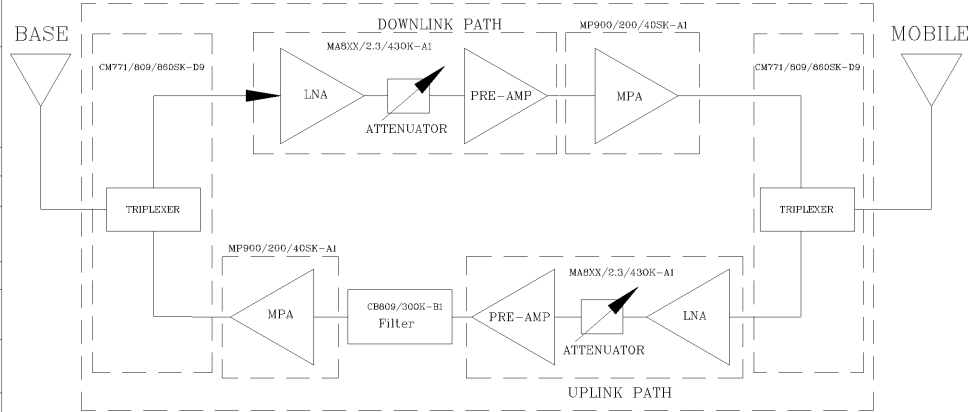 BASE
DOWNLINK PATH
MP900/200/40SK-A1
MOBILE
MA8XX/2.3/430K-A1
CM771/809/860SK-D9
CM771/809/860SK-D9
LNA
PRE-AMP
MPA
ATTENUATOR
TRIPLEXER
TRIPLEXER
MP900/200/40SK-A1
MA8XX/2.3/430K-A1
CB809/300K-B1
MPA
Filter
PRE-AMP
LNA
ATTENUATOR
UPLINK PATH